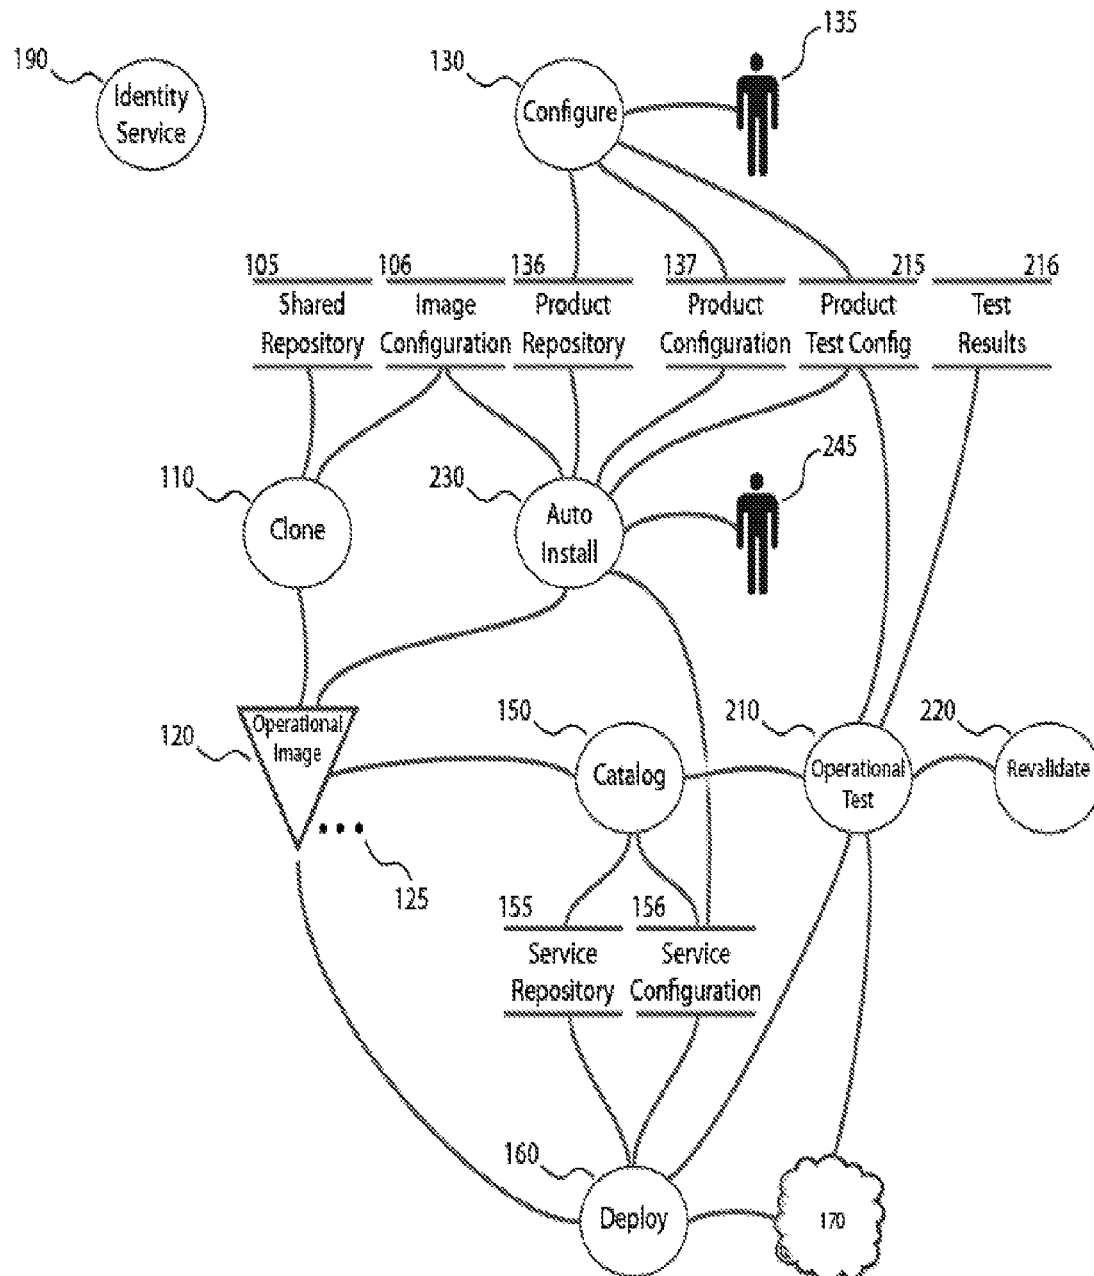 190
Identity
Service
130
Configure
135
105
Shared
Repository
106
Image
Configuration
136
Product
Repository
137
Product
Configuration
215
Product
Test Config
216
Test
Results
110
Clone
230
Auto
Install
245
120
Operational
Image
125
150
Catalog
210
Operational
Test
220
Revalidate
155
Service
Repository
156
Service
Configuration
160
Deploy
170